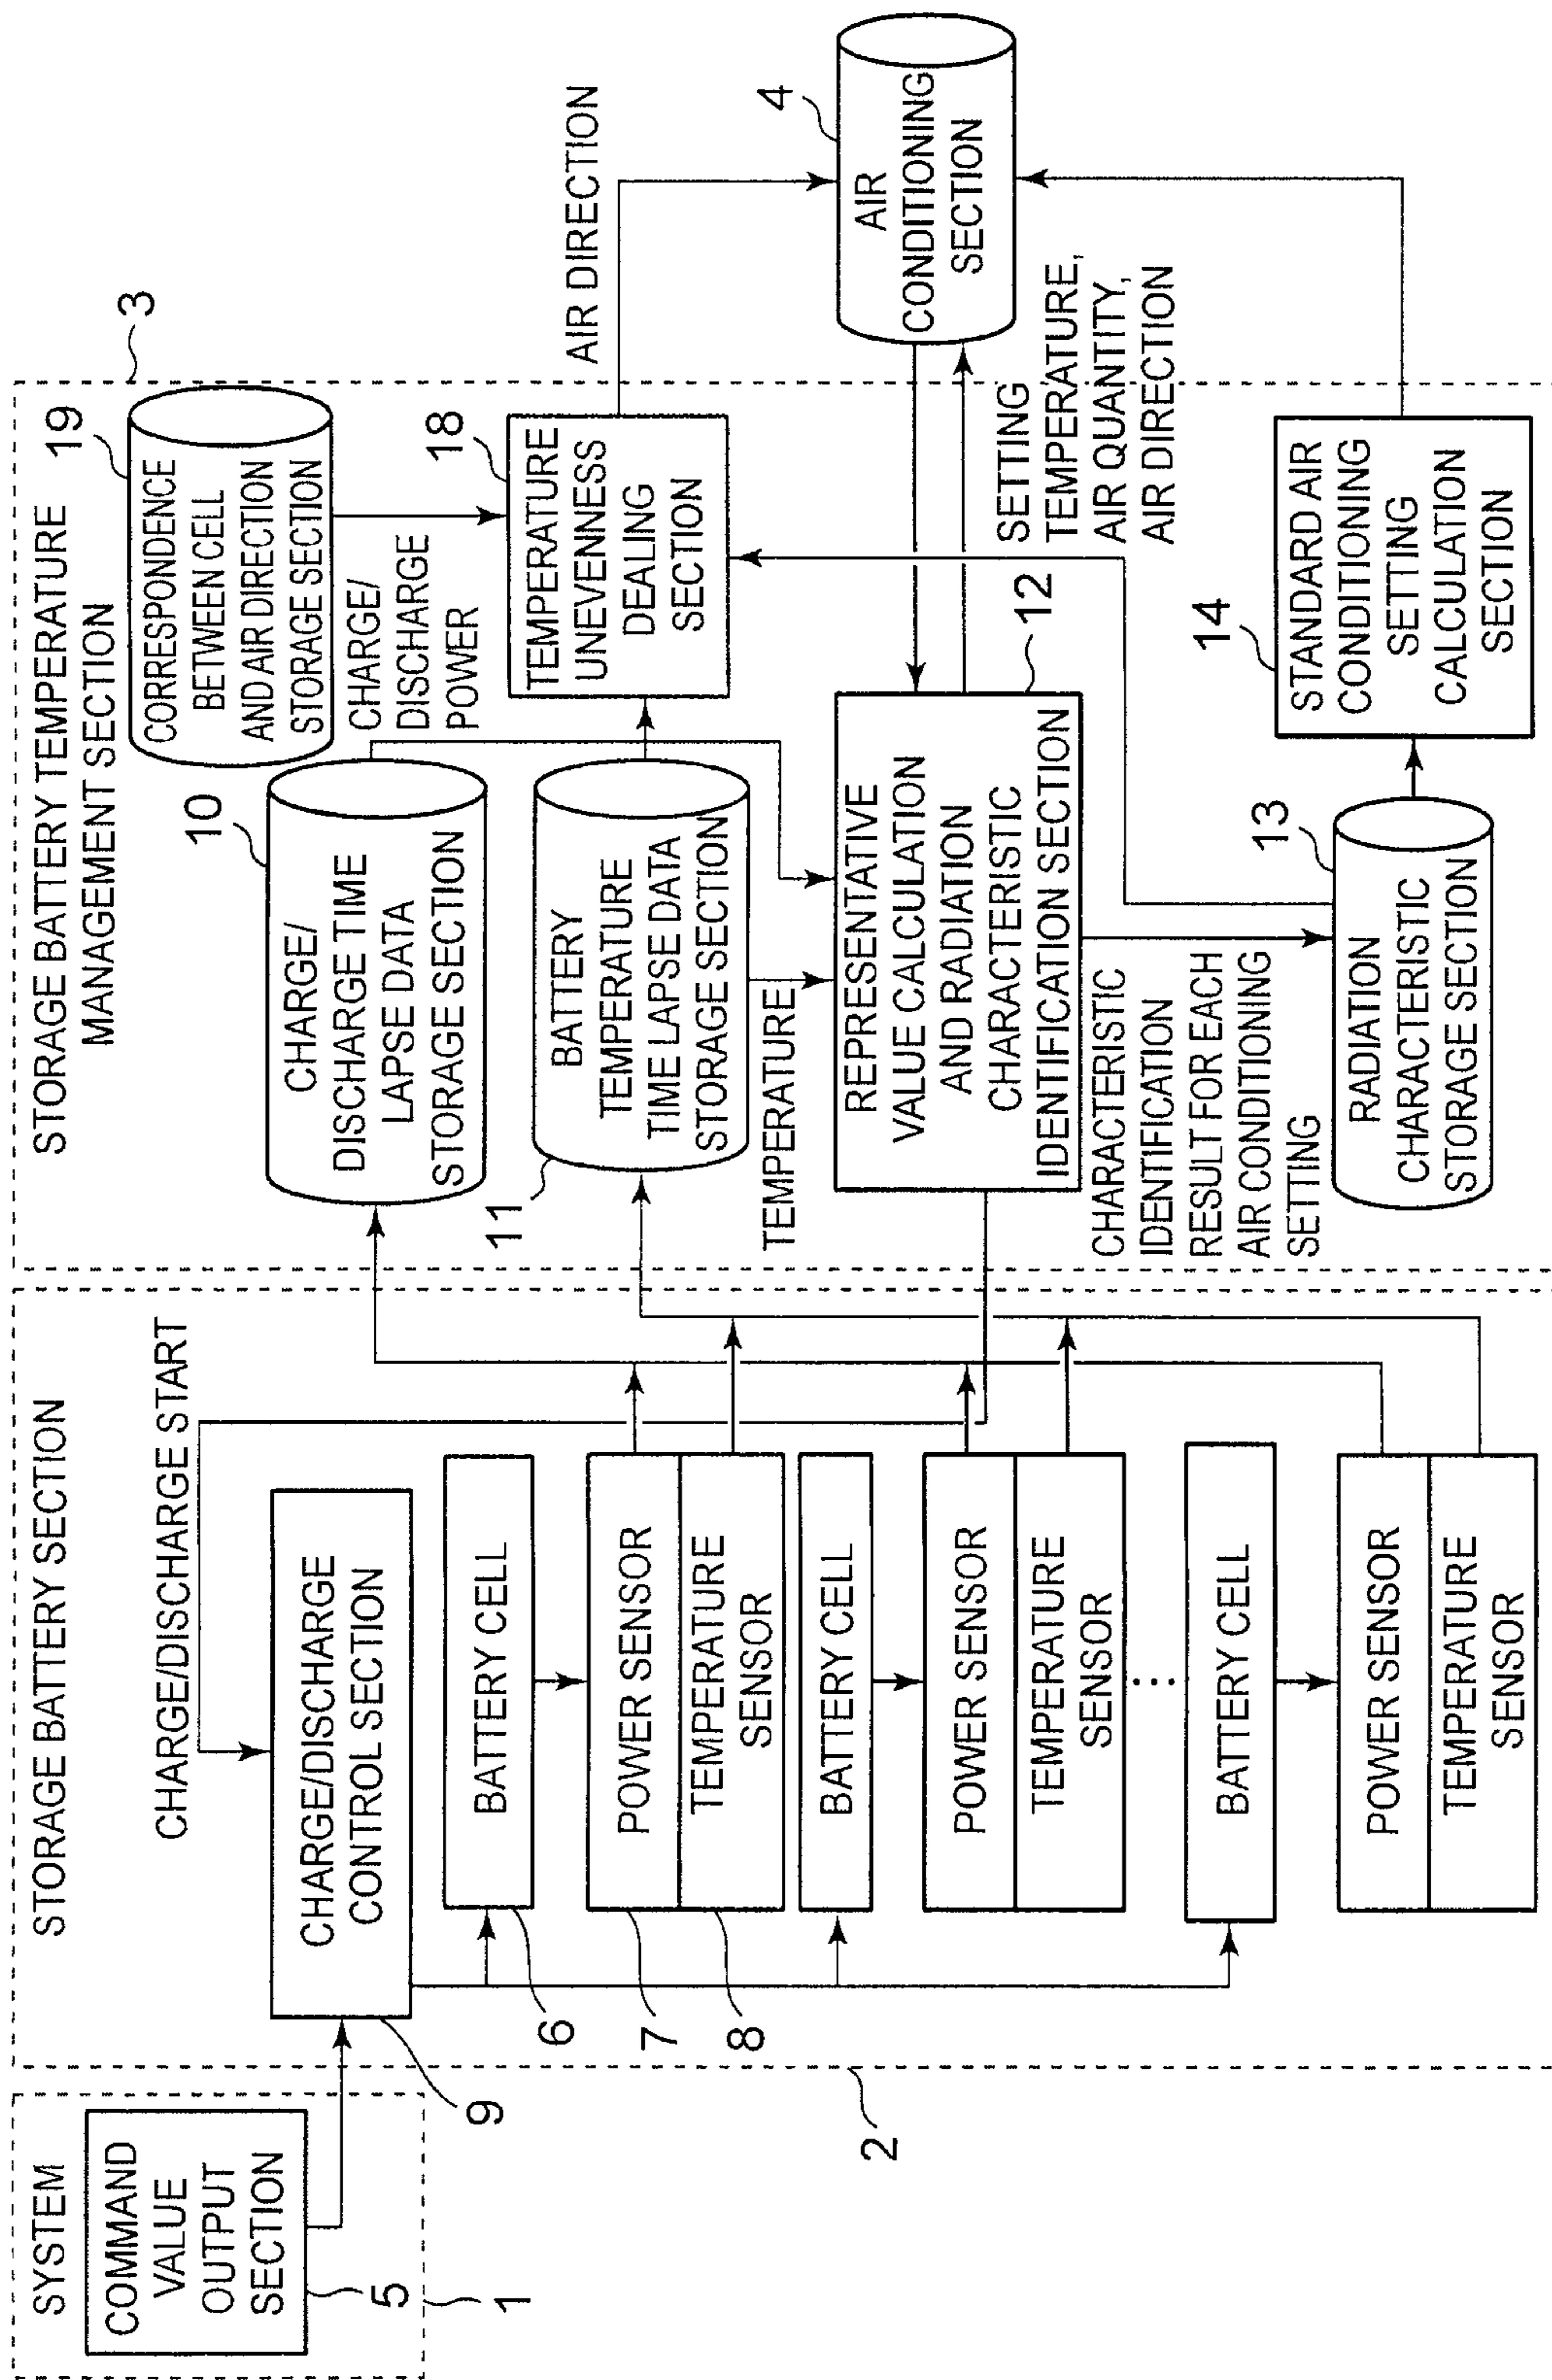 SYSTEM
COMMAND
VALUE
OUTPUT
SECTION
5
1
STORAGE BATTERY SECTION
CHARGE/DISCHARGE START
CHARGE/DISCHARGE
CONTROL SECTION
9
BATTERY CELL
6
POWER SENSOR
7
TEMPERATURE
SENSOR
8
BATTERY CELL
POWER SENSOR
TEMPERATURE
SENSOR
...
BATTERY CELL
POWER SENSOR
TEMPERATURE
SENSOR
2
STORAGE BATTERY TEMPERATURE
MANAGEMENT SECTION
3
10
CHARGE/
DISCHARGE TIME
LAPSE DATA
STORAGE SECTION
11
BATTERY
TEMPERATURE
TIME LAPSE DATA
STORAGE SECTION
TEMPERATURE
19
CORRESPONDENCE
BETWEEN CELL
AND AIR DIRECTION
STORAGE SECTION
CHARGE/
DISCHARGE
POWER
18
TEMPERATURE
UNEVENNESS
DEALING
SECTION
12
REPRESENTATIVE
VALUE CALCULATION
AND RADIATION
CHARACTERISTIC
IDENTIFICATION SECTION
CHARACTERISTIC
IDENTIFICATION
RESULT FOR EACH
AIR CONDITIONING
SETTING
13
RADIATION
CHARACTERISTIC
STORAGE SECTION
14
STANDARD AIR
CONDITIONING
SETTING
CALCULATION
SECTION
AIR DIRECTION
4
AIR
CONDITIONING
SECTION
SETTING
TEMPERATURE,
AIR QUANTITY,
AIR DIRECTION